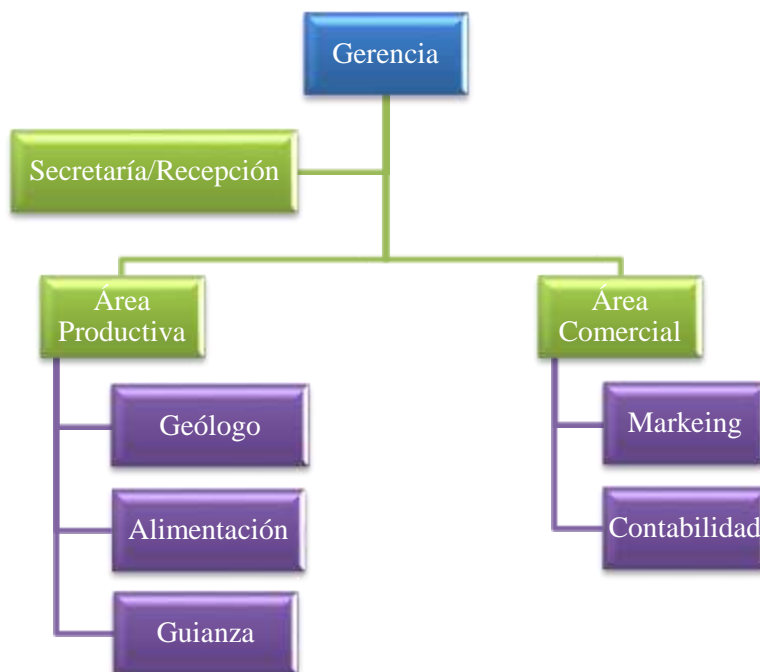 Gerencia
Secretaría/Recepción
Área
Productiva
Área
Comercial
Geólogo
Alimentación
Guianza
Markeing
Contabilidad